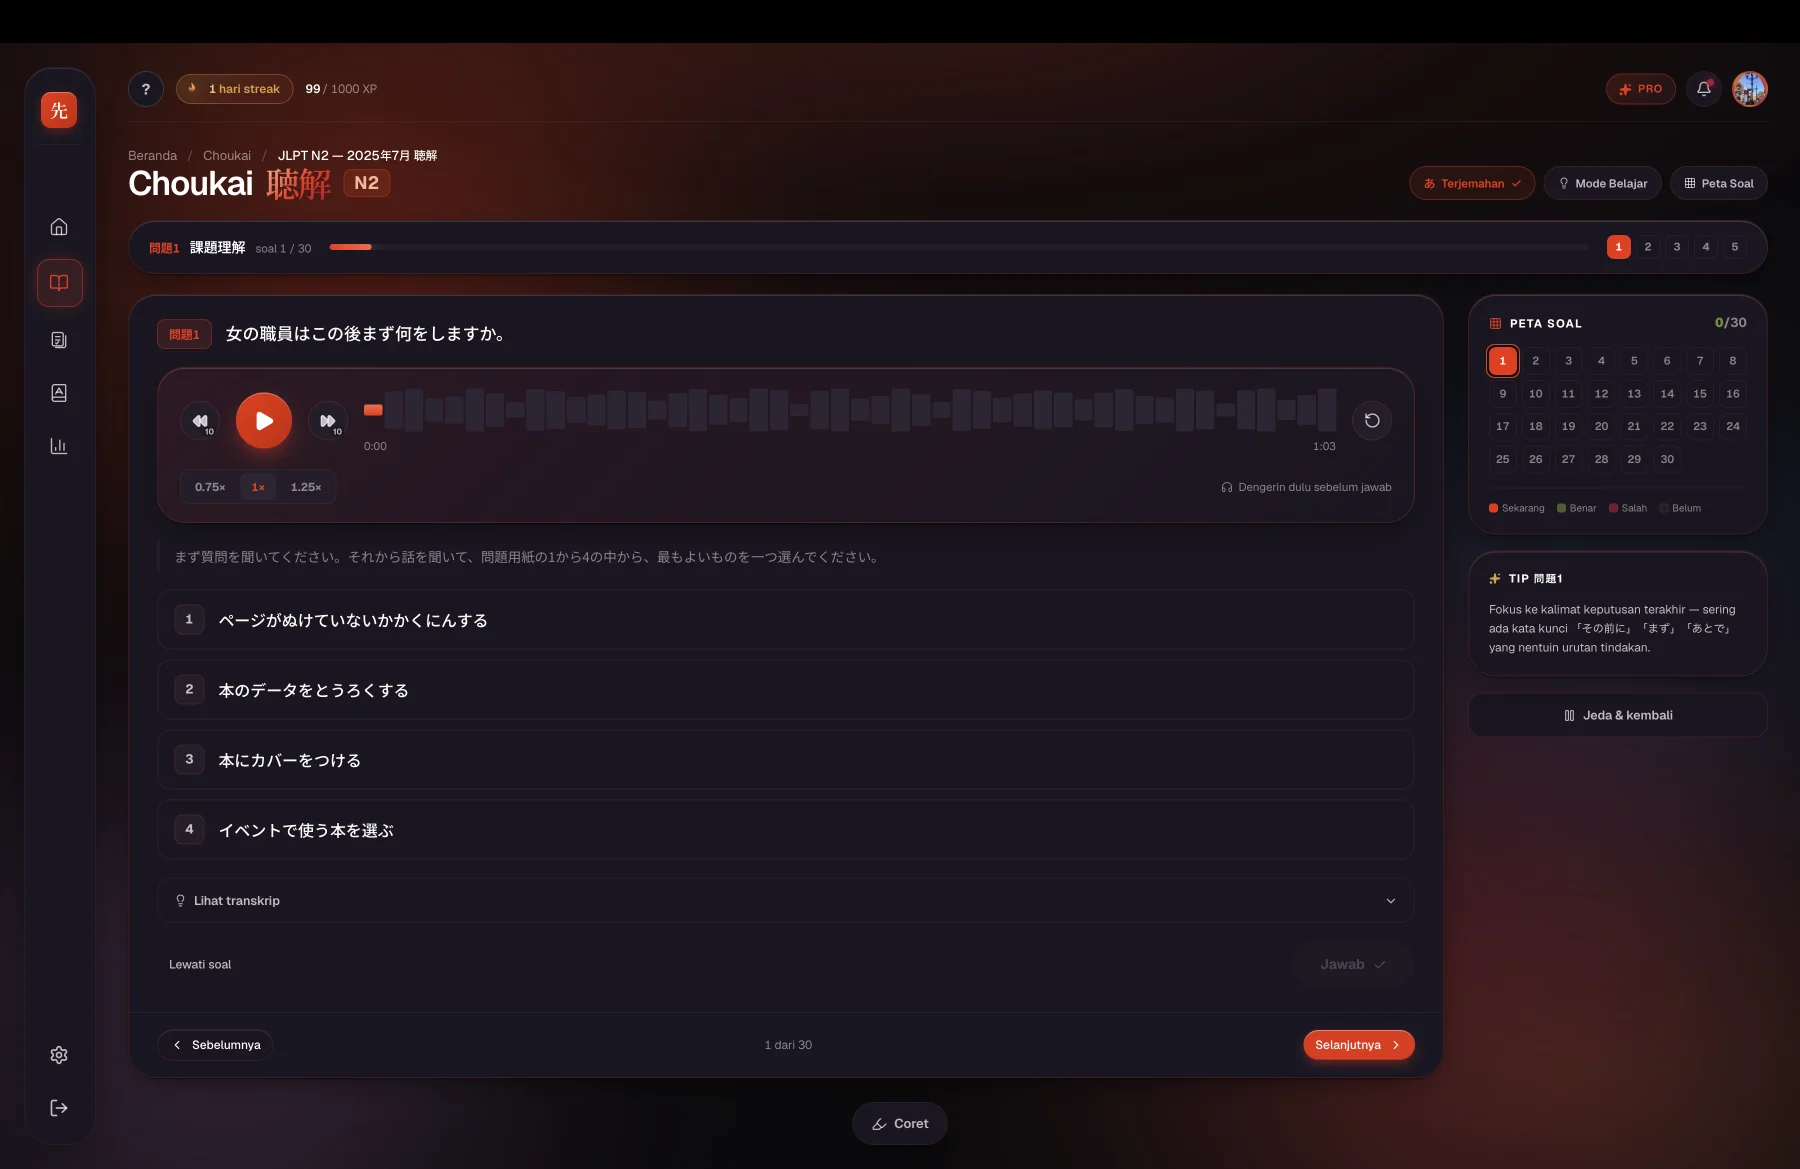 先
?
1 hari streak
99 / 1000 XP
PRO
Beranda / Choukai / JLPT N2 — 2025年7月 聴解
Choukai 聴解 N2
あ Terjemahan
Mode Belajar
Peta Soal
問題1 課題理解 soal 1 / 30
1 2 3 4 5
問題1 女の職員はこの後まず何をしますか。
10
10
0:00
1:03
0.75× 1× 1.25×
Dengerin dulu sebelum jawab
まず質問を聞いてください。それから話を聞いて、問題用紙の1から4の中から、最もよいものを一つ選んでください。
1 ページがぬけていないかかくにんする
2 本のデータをとうろくする
3 本にカバーをつける
4 イベントで使う本を選ぶ
Lihat transkrip
Lewati soal
Jawab
Sebelumnya
1 dari 30
Selanjutnya
PETA SOAL 0/30
1 2 3 4 5 6 7 8
9 10 11 12 13 14 15 16
17 18 19 20 21 22 23 24
25 26 27 28 29 30
Sekarang Benar Salah Belum
TIP 問題1
Fokus ke kalimat keputusan terakhir — sering
ada kata kunci 「その前に」「まず」「あとで」
yang nentuin urutan tindakan.
Jeda & kembali
Coret